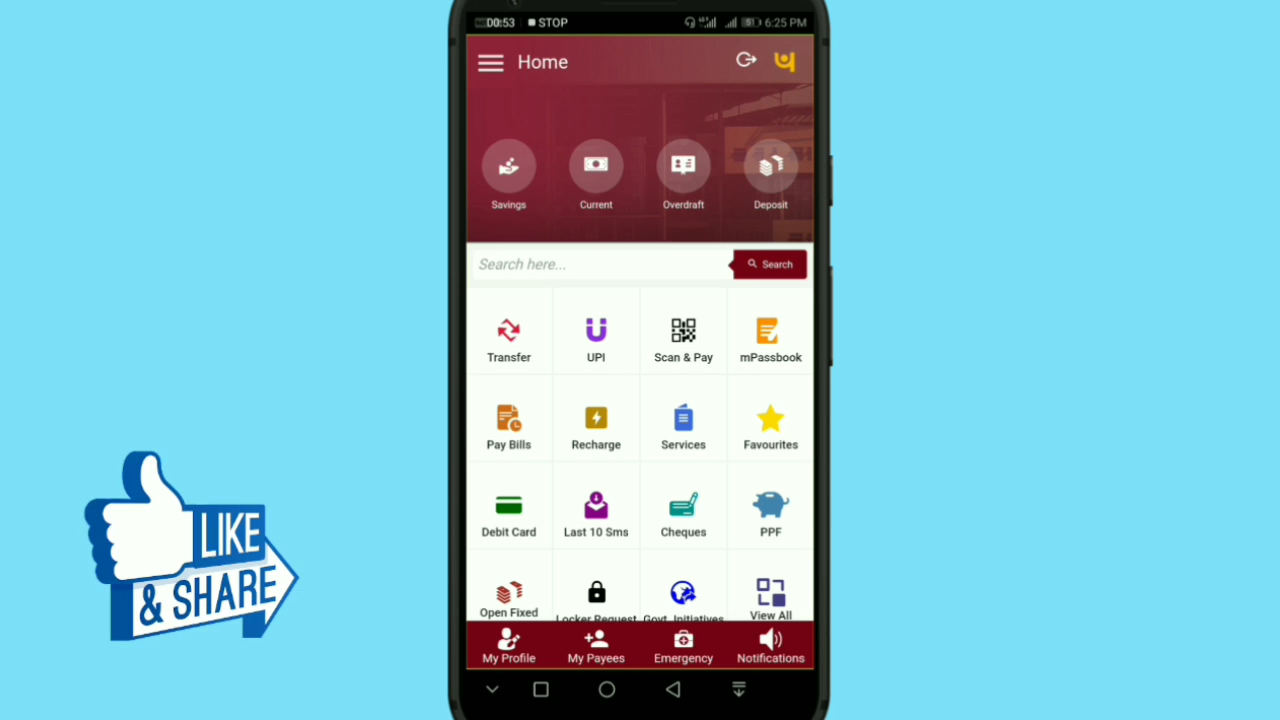 00:53 STOP 6:25 PM
Home
Savings Current Overdraft Deposit
Search here... Search
Transfer UPI Scan & Pay mPassbook
Pay Bills Recharge Services Favourites
Debit Card Last 10 Sms Cheques PPF
Open Fixed Locker Request Govt. Initiatives View All
My Profile My Payees Emergency Notifications
LIKE
& SHARE